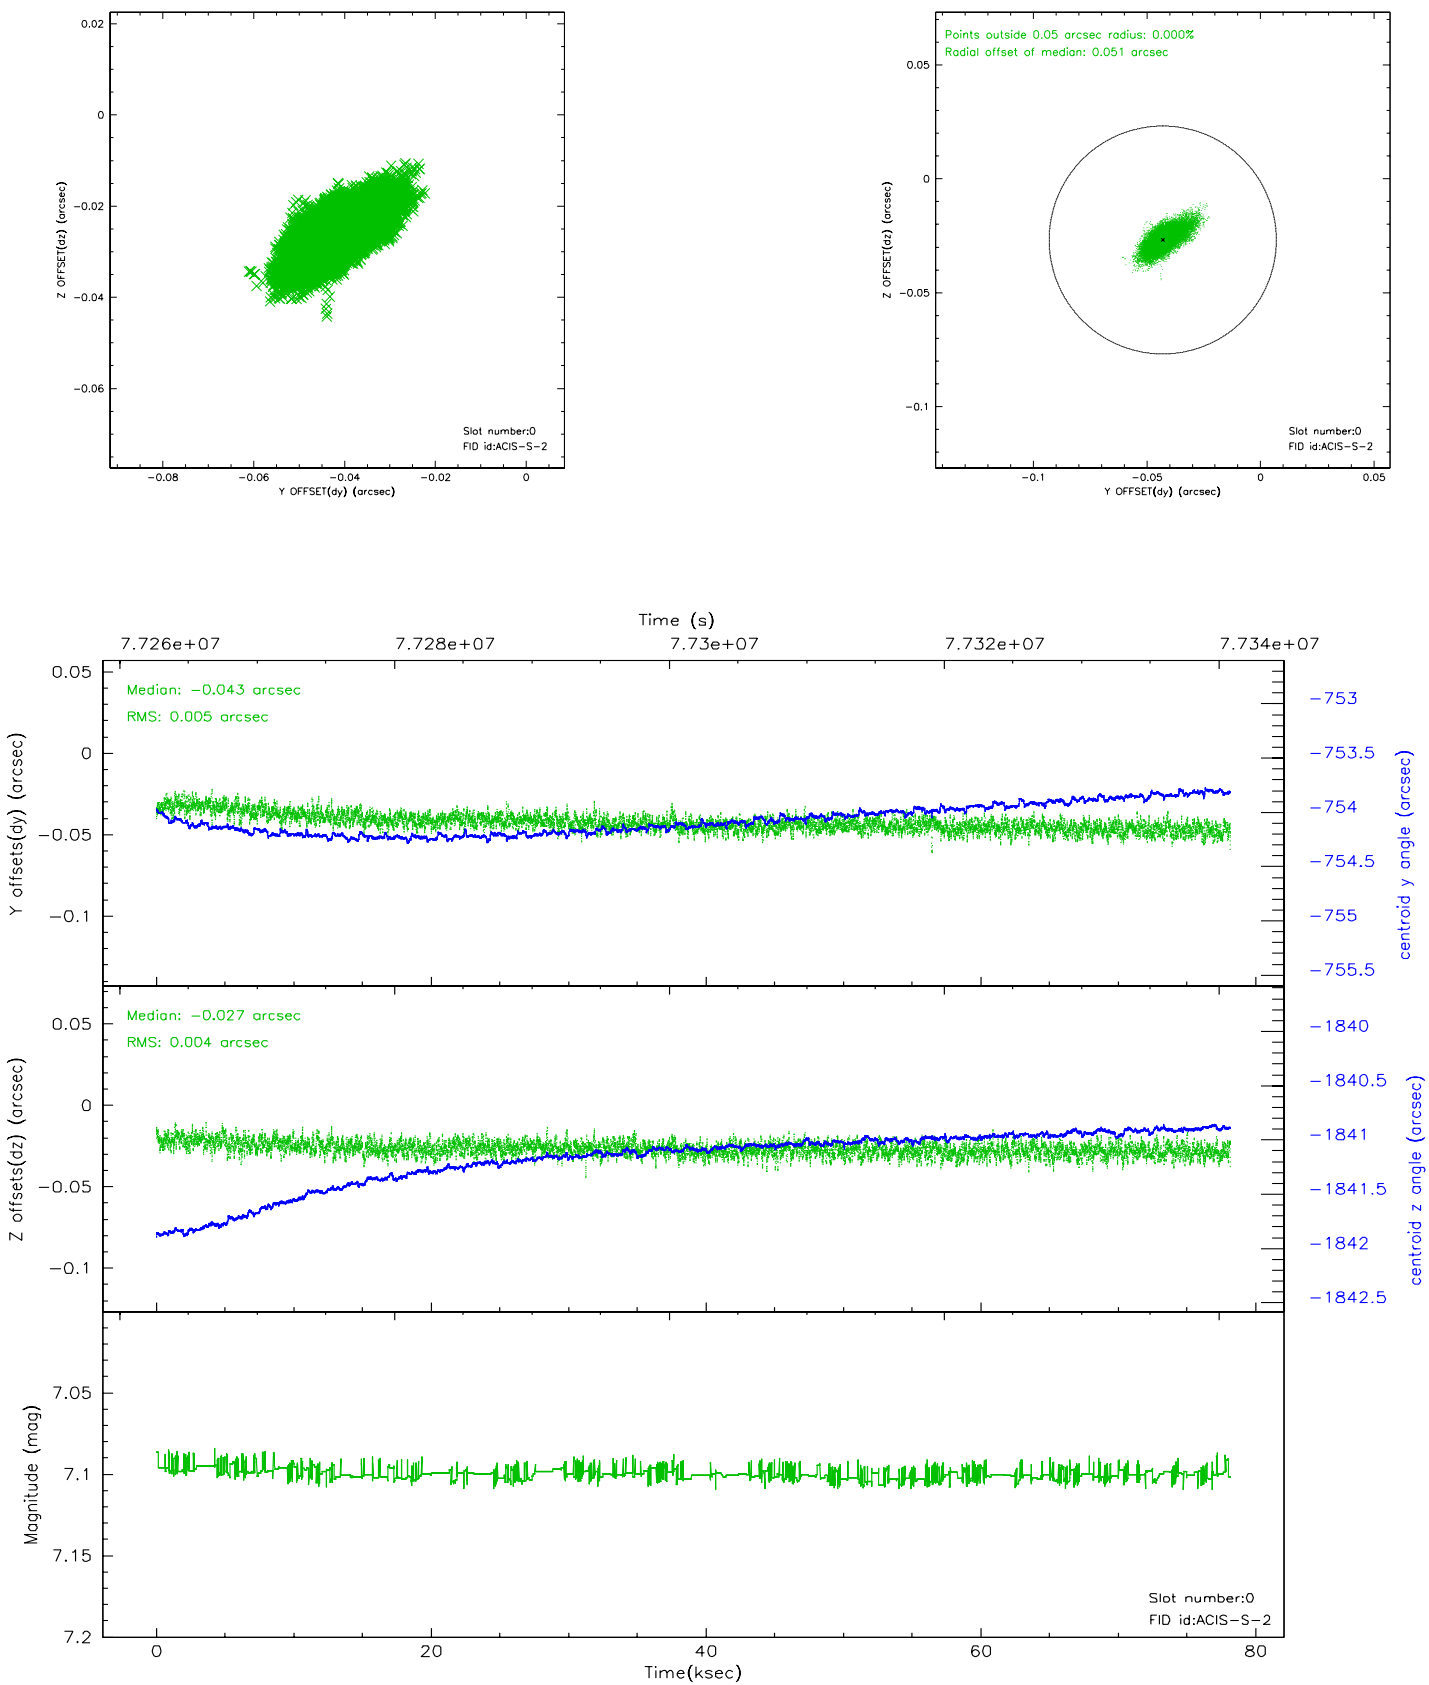 0.02
0
−0.02
−0.04
−0.06
Z OFFSET(dz) (arcsec)
−0.08
−0.06
−0.04
−0.02
0
Y OFFSET(dy) (arcsec)
Slot number:0
FID id:ACIS−S−2
Points outside 0.05 arcsec radius: 0.000%
Radial offset of median: 0.051 arcsec
0.05
0
−0.05
−0.1
Z OFFSET(dz) (arcsec)
−0.1
−0.05
0
0.05
Y OFFSET(dy) (arcsec)
Slot number:0
FID id:ACIS−S−2
Time (s)
7.726e+07
7.728e+07
7.73e+07
7.732e+07
7.734e+07
Median: −0.043 arcsec
RMS: 0.005 arcsec
0.05
0
−0.05
−0.1
Y offsets(dy) (arcsec)
−753
−753.5
−754
−754.5
−755
−755.5
centroid y angle (arcsec)
Median: −0.027 arcsec
RMS: 0.004 arcsec
0.05
0
−0.05
−0.1
Z offsets(dz) (arcsec)
−1840
−1840.5
−1841
−1841.5
−1842
−1842.5
centroid z angle (arcsec)
7.05
7.1
7.15
7.2
Magnitude (mag)
Slot number:0
FID id:ACIS−S−2
0
20
40
60
80
Time(ksec)